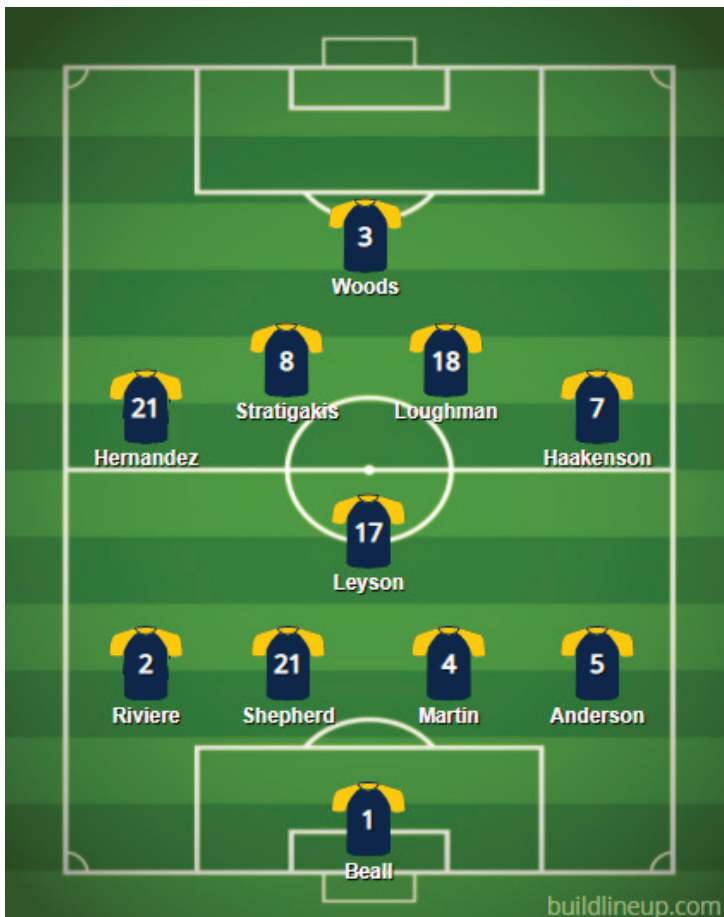 3
Woods
8
Stratigakis
18
Loughman
21
Hernandez
7
Haakenson
17
Leyson
2
Riviere
21
Shepherd
4
Martin
5
Anderson
1
Beall
buildlineup.com